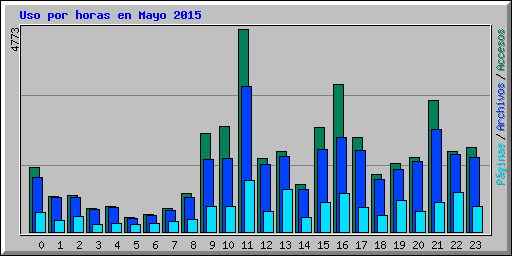 Uso por horas en Mayo 2015
4773
Páginas / Archivos / Accesos
0 1 2 3 4 5 6 7 8 9 10 11 12 13 14 15 16 17 18 19 20 21 22 23